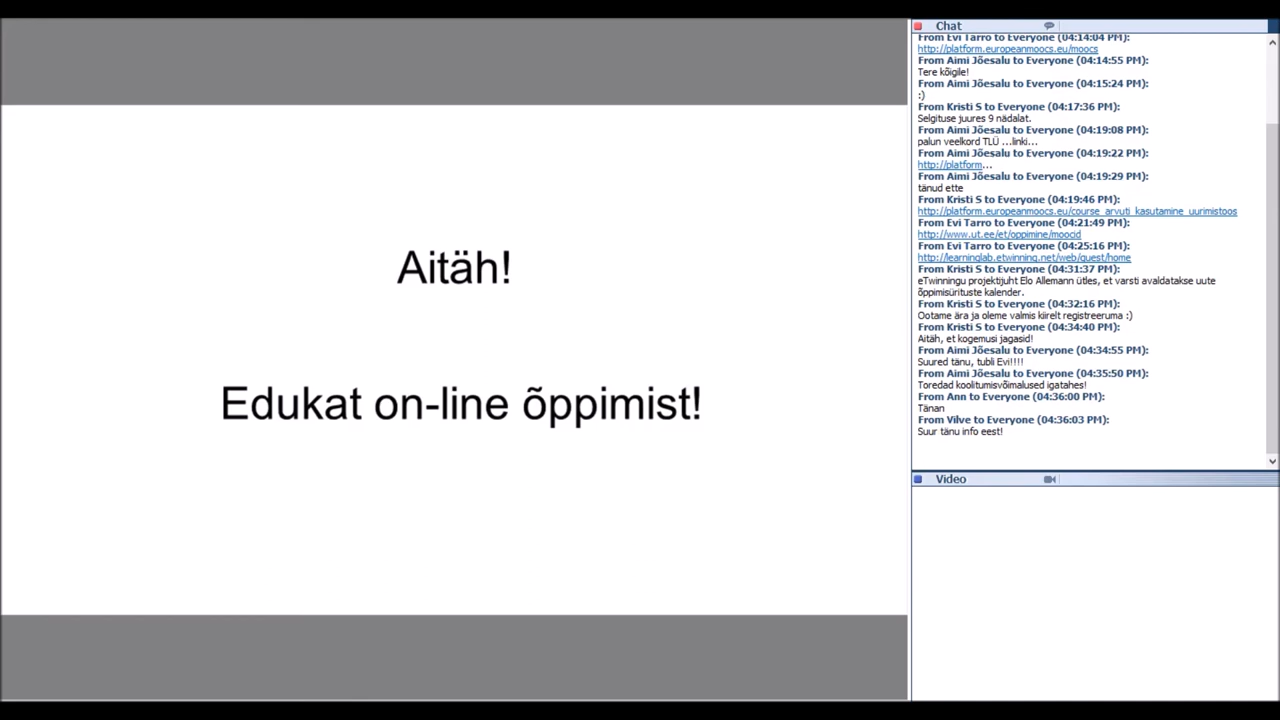 Aitäh!
Edukat on-line õppimist!
Chat
From Evi Tarro to Everyone (04:14:04 PM):
http://platform.europeanmoocs.eu/moocs
From Aimi Jõesalu to Everyone (04:14:55 PM):
Tere kõigile!
From Aimi Jõesalu to Everyone (04:15:24 PM):
:)
From Kristi S to Everyone (04:17:36 PM):
Selgituse juures 9 nädalat.
From Aimi Jõesalu to Everyone (04:19:08 PM):
palun veelkord TLÜ ...linki...
From Aimi Jõesalu to Everyone (04:19:22 PM):
http://platform...
From Aimi Jõesalu to Everyone (04:19:29 PM):
tänud ette
From Kristi S to Everyone (04:19:46 PM):
http://platform.europeanmoocs.eu/course_arvuti_kasutamine_uurimistoos
From Evi Tarro to Everyone (04:21:49 PM):
http://www.ut.ee/et/oppimine/moocid
From Evi Tarro to Everyone (04:25:16 PM):
http://learninglab.etwinning.net/web/guest/home
From Kristi S to Everyone (04:31:37 PM):
eTwinningu projektijuht Elo Allemann ütles, et varsti avaldatakse uute
õppimisürituste kalender.
From Kristi S to Everyone (04:32:16 PM):
Ootame ära ja oleme valmis kiirelt registreeruma :)
From Kristi S to Everyone (04:34:40 PM):
Aitäh, et kogemusi jagasid!
From Aimi Jõesalu to Everyone (04:34:55 PM):
Suured tänu, tubli Evi!!!!
From Aimi Jõesalu to Everyone (04:35:50 PM):
Toredad koolitumisvõimalused igatahes!
From Ann to Everyone (04:36:00 PM):
Tänan
From Vilve to Everyone (04:36:03 PM):
Suur tänu info eest!
Video